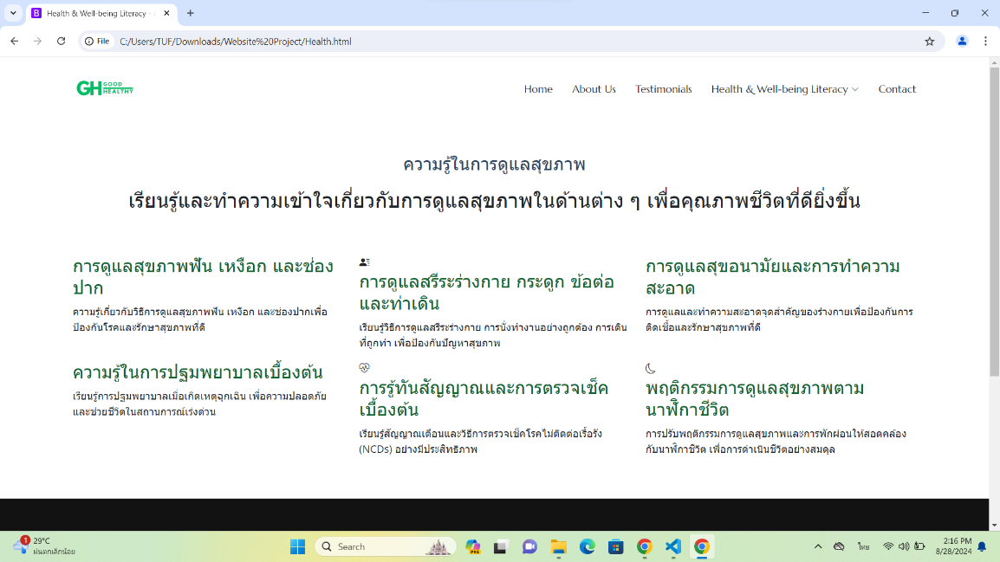 Health & Well-being Literacy - A
File
C:/Users/TUF/Downloads/Website%20Project/Health.html
GH GOOD HEALTHY
Home
About Us
Testimonials
Health & Well-being Literacy
Contact
ความรู้ในการดูแลสุขภาพ
เรียนรู้และทำความเข้าใจเกี่ยวกับการดูแลสุขภาพในด้านต่าง ๆ เพื่อคุณภาพชีวิตที่ดียิ่งขึ้น
การดูแลสุขภาพฟัน เหงือก และช่อง
ปาก
ความรู้เกี่ยวกับวิธีการดูแลสุขภาพฟัน เหงือก และช่องปากเพื่อ
ป้องกันโรคและรักษาสุขภาพที่ดี
การดูแลสรีระร่างกาย กระดูก ข้อต่อ
และท่าเดิน
เรียนรู้วิธีการดูแลสรีระร่างกาย การนั่งทำงานอย่างถูกต้อง การเดิน
ที่ถูกท่า เพื่อป้องกันปัญหาสุขภาพ
การดูแลสุขอนามัยและการทำความ
สะอาด
การดูแลและทำความสะอาดจุดสำคัญของร่างกายเพื่อป้องกันการ
ติดเชื้อและรักษาสุขภาพที่ดี
ความรู้ในการปฐมพยาบาลเบื้องต้น
เรียนรู้การปฐมพยาบาลเมื่อเกิดเหตุฉุกเฉิน เพื่อความปลอดภัย
และช่วยชีวิตในสถานการณ์เร่งด่วน
การรู้ทันสัญญาณและการตรวจเช็ค
เบื้องต้น
เรียนรู้สัญญาณเตือนและวิธีการตรวจเช็คโรคไม่ติดต่อเรื้อรัง
(NCDs) อย่างมีประสิทธิภาพ
พฤติกรรมการดูแลสุขภาพตาม
นาฬิกาชีวิต
การปรับพฤติกรรมการดูแลสุขภาพและการพักผ่อนให้สอดคล้อง
กับนาฬิกาชีวิต เพื่อการดำเนินชีวิตอย่างสมดุล
1
29°C
ฝนตกเล็กน้อย
Search
PRE
ไทย
2:16 PM
8/28/2024